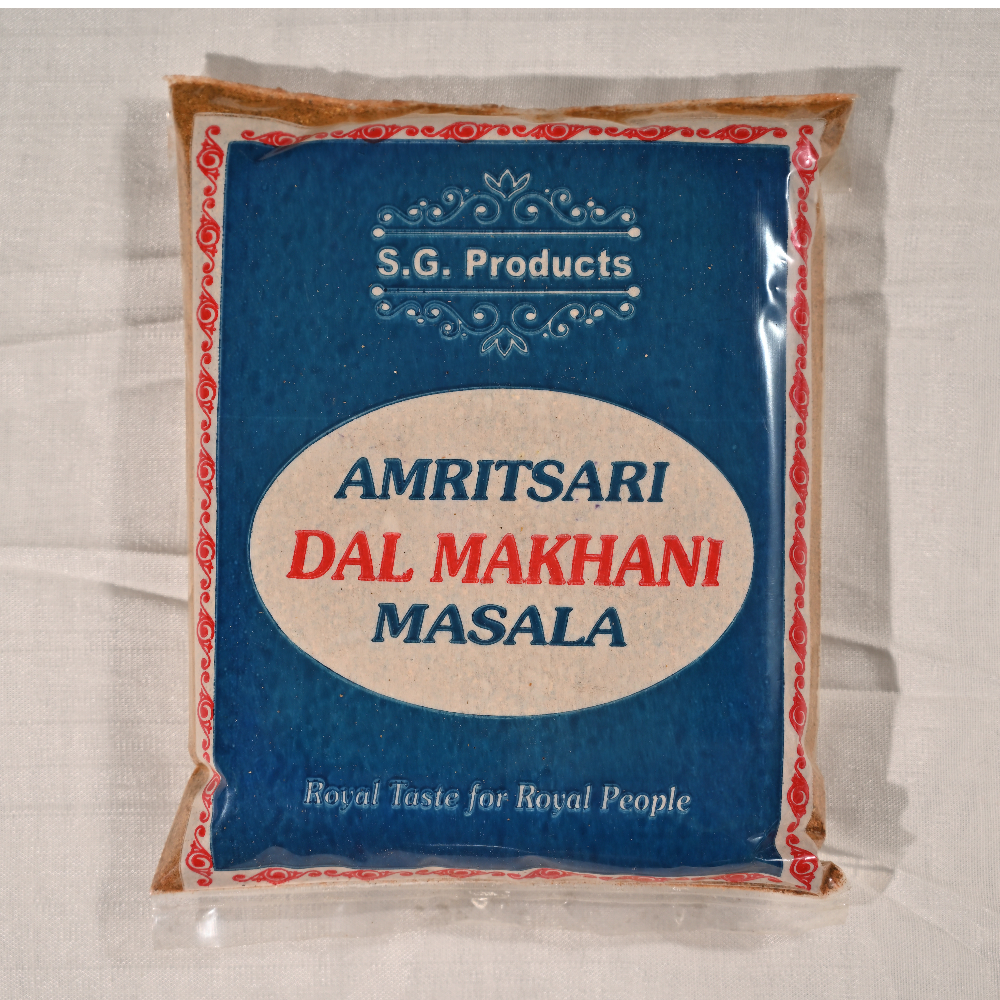 S.G. Products
AMRITSARI
DAL MAKHANI
MASALA
Royal Taste for Royal People